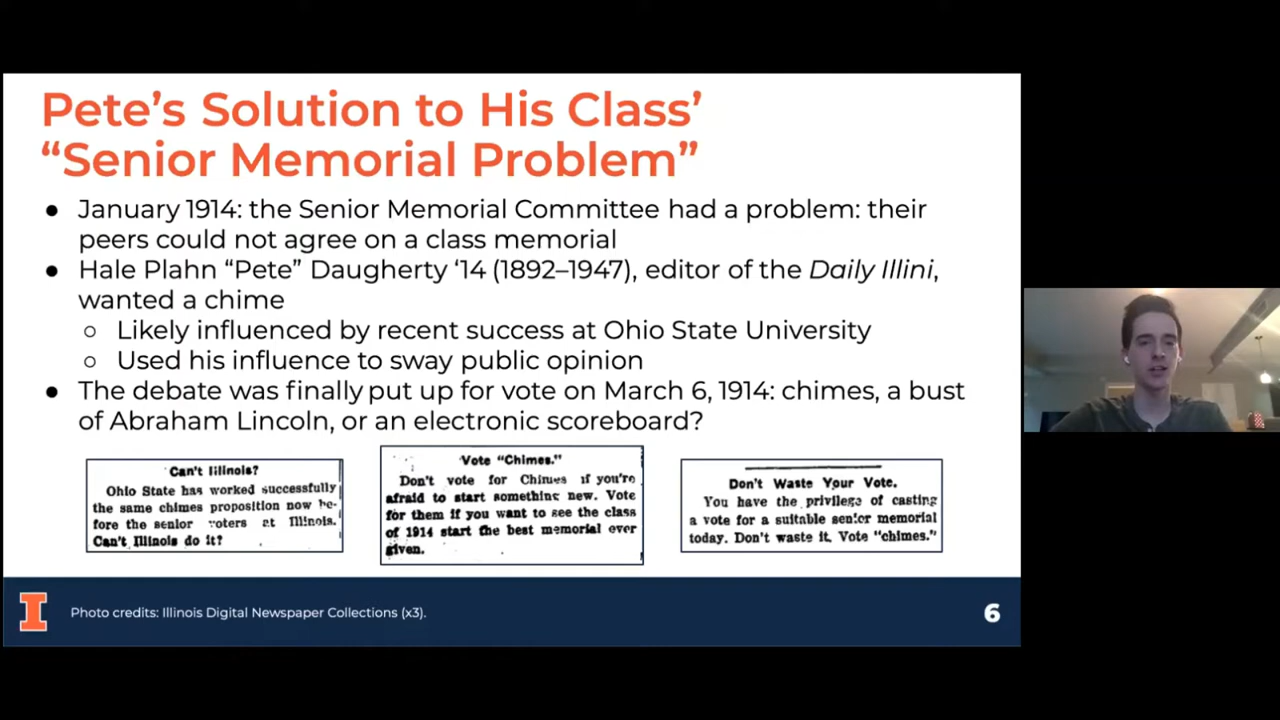 Pete's Solution to His Class'
“Senior Memorial Problem”
● January 1914: the Senior Memorial Committee had a problem: their
peers could not agree on a class memorial
● Hale Plahn “Pete” Daugherty ‘14 (1892–1947), editor of the Daily Illini,
wanted a chime
○ Likely influenced by recent success at Ohio State University
○ Used his influence to sway public opinion
● The debate was finally put up for vote on March 6, 1914: chimes, a bust
of Abraham Lincoln, or an electronic scoreboard?
Can't Illinois?
Ohio State has worked successfully
the same chimes proposition now be-
fore the senior voters at Illinois.
Can't Illinois do it?
Vote "Chimes."
Don't vote for Chimes if you're
afraid to start something new. Vote
for them if you want to see the class
of 1914 start the best memorial ever
given.
Don't Waste Your Vote.
You have the privilege of casting
a vote for a suitable senior memorial
today. Don't waste it. Vote "chimes."
I
Photo credits: Illinois Digital Newspaper Collections (x3).
6